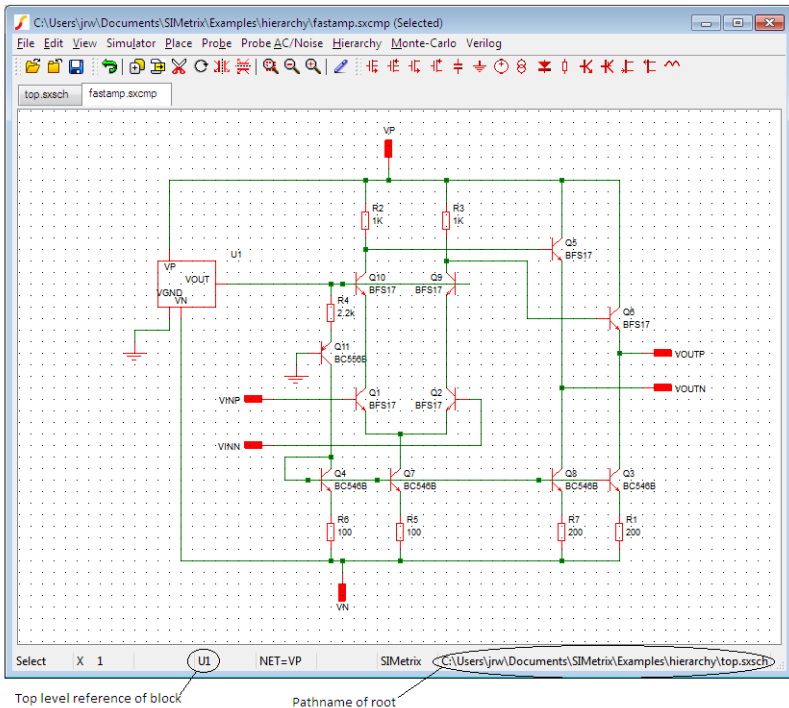 C:\Users\jrw\Documents\SIMetrix\Examples\hierarchy\fastamp.sxcmp (Selected)
File Edit View Simulator Place Probe Probe AC/Noise Hierarchy Monte-Carlo Verilog
top.sxsch fastamp.sxcmp
VP
R2
1K
R3
1K
Q5
BFS17
U1
VP
VOUT
VGND
VN
Q10
BFS17
Q9
BFS17
R4
2.2k
Q6
BFS17
Q11
BC556B
VOUTP
VOUTN
VINP
Q1
BFS17
Q2
BFS17
VINN
Q4
BC546B
Q7
BC546B
Q8
BC546B
Q3
BC546B
R6
100
R5
100
R7
200
R1
200
VN
Select X 1 U1 NET=VP SIMetrix C:\Users\jrw\Documents\SIMetrix\Examples\hierarchy\top.sxsch
Top level reference of block
Pathname of root